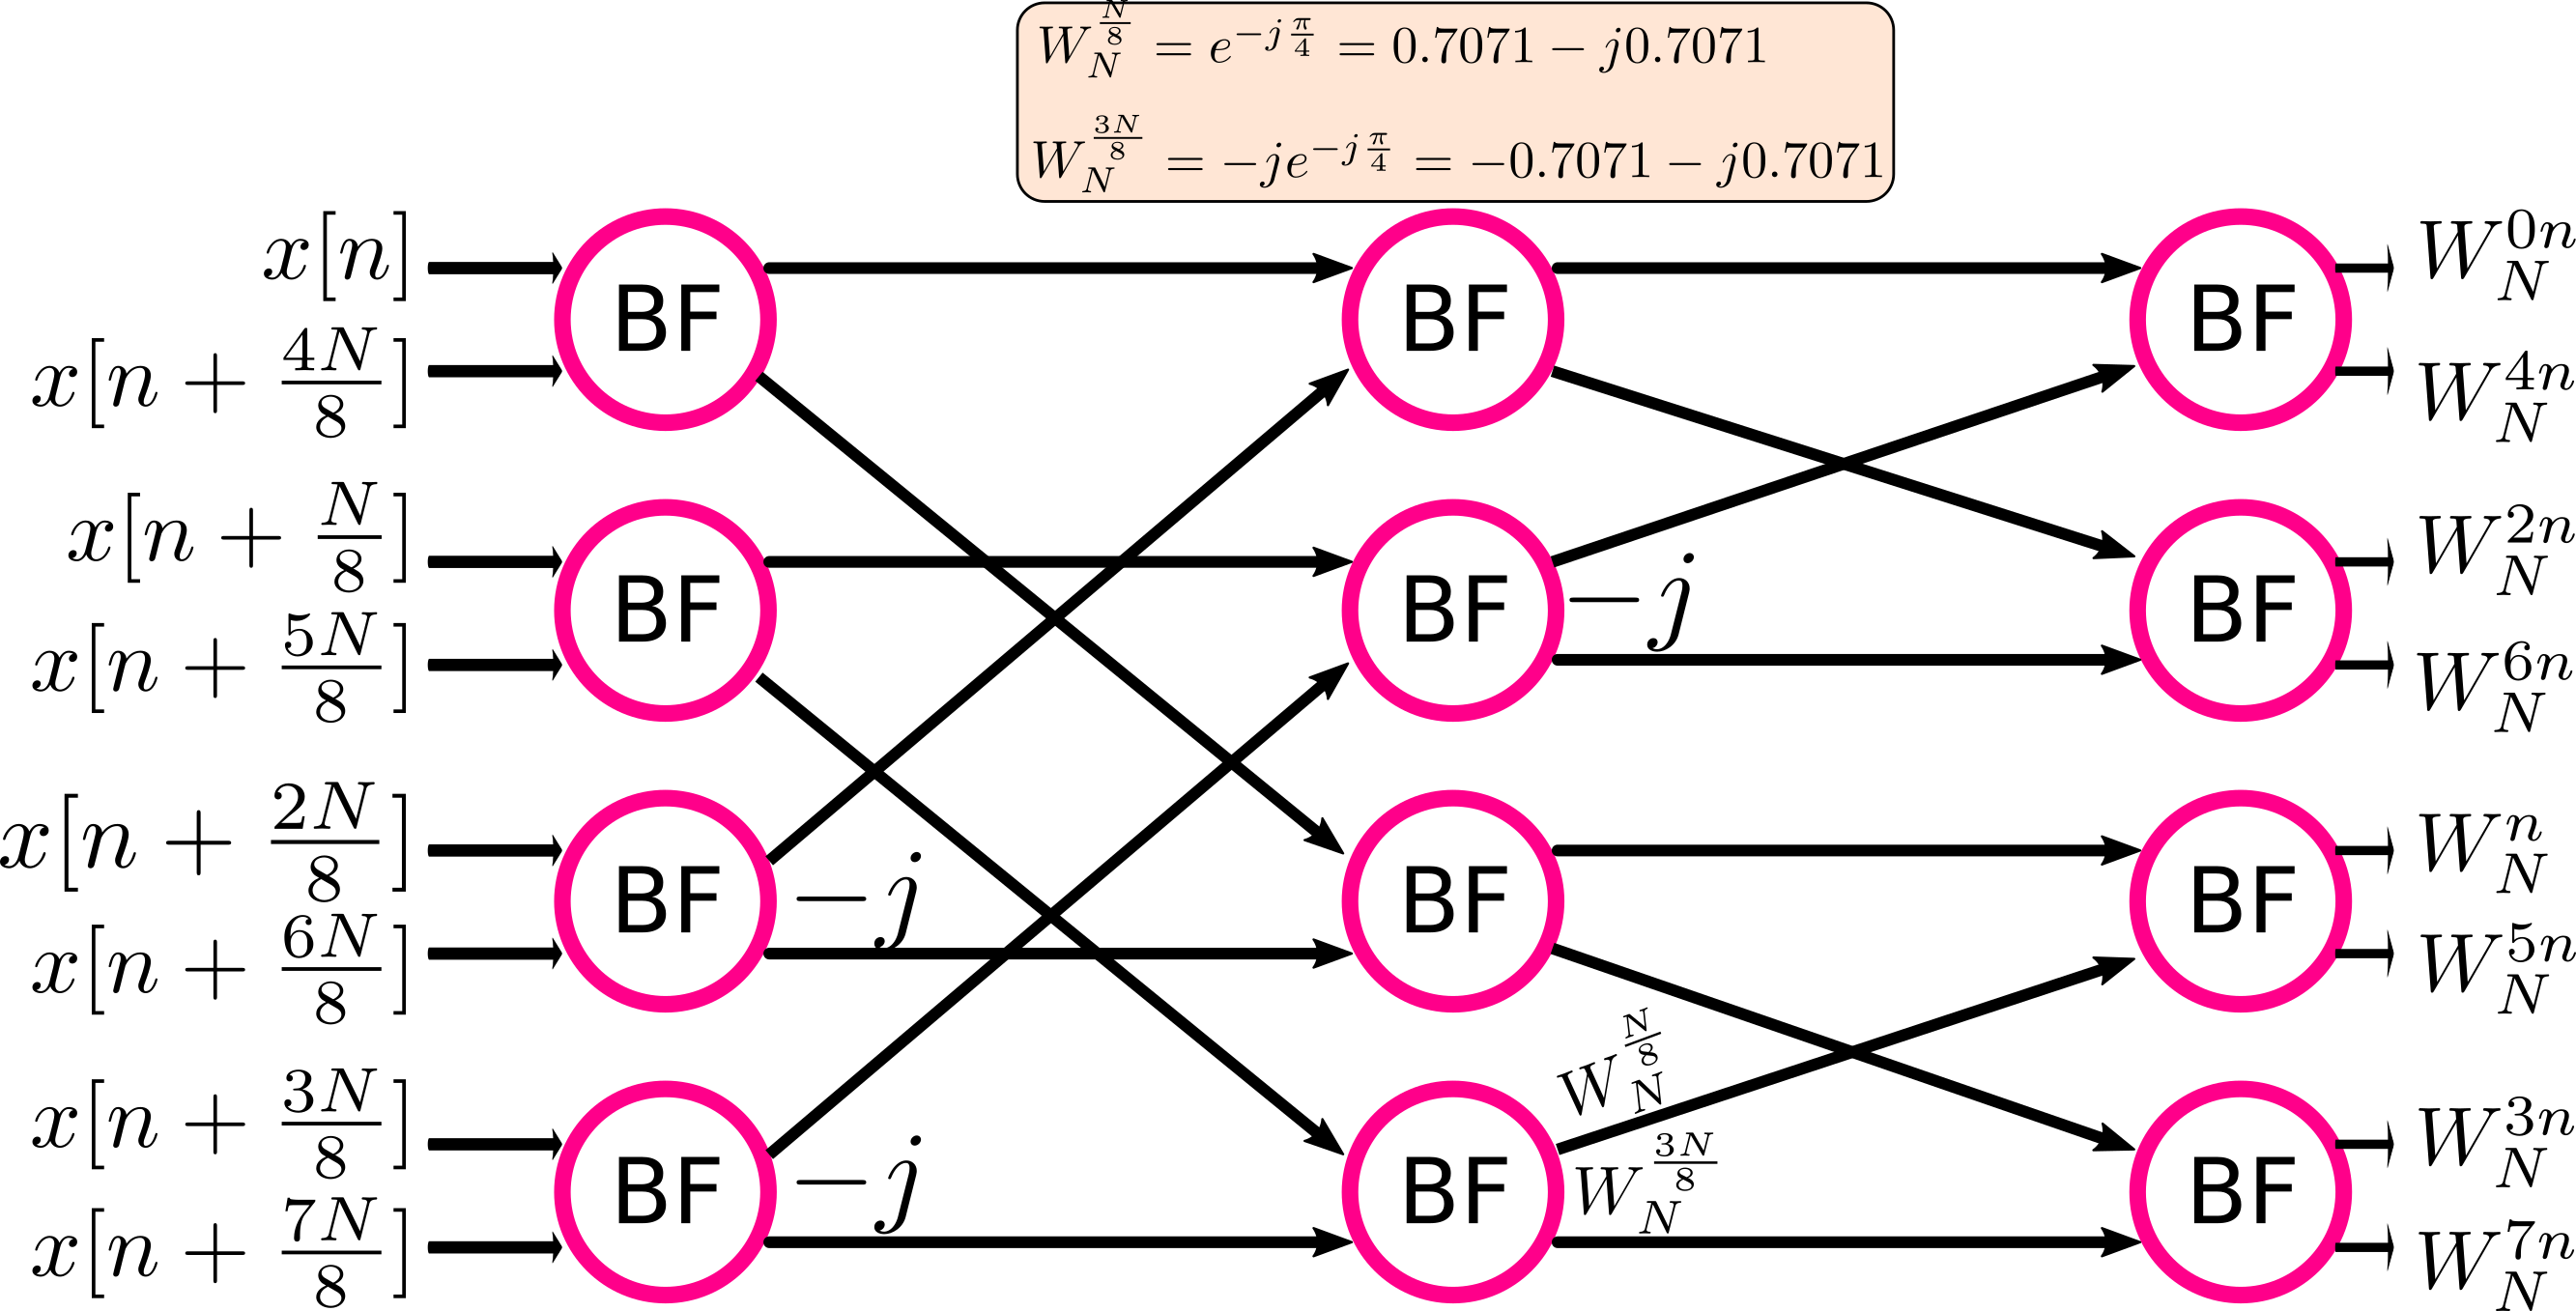 W_N^{\frac{N}{8}} = e^{-j\frac{π}{4}} = 0.7071 − j0.7071
W_N^{\frac{3N}{8}} = −je^{-j\frac{π}{4}} = −0.7071 − j0.7071
x[n] BF BF BF W_N^{0n}
x[n + \frac{4N}{8}] W_N^{4n}
x[n + \frac{N}{8}] BF BF −j BF W_N^{2n}
x[n + \frac{5N}{8}] W_N^{6n}
x[n + \frac{2N}{8}] BF −j BF BF W_N^{n}
x[n + \frac{6N}{8}] W_N^{5n}
W_N^{\frac{N}{8}}
x[n + \frac{3N}{8}] BF −j BF W_N^{\frac{3N}{8}} BF W_N^{3n}
x[n + \frac{7N}{8}] W_N^{7n}